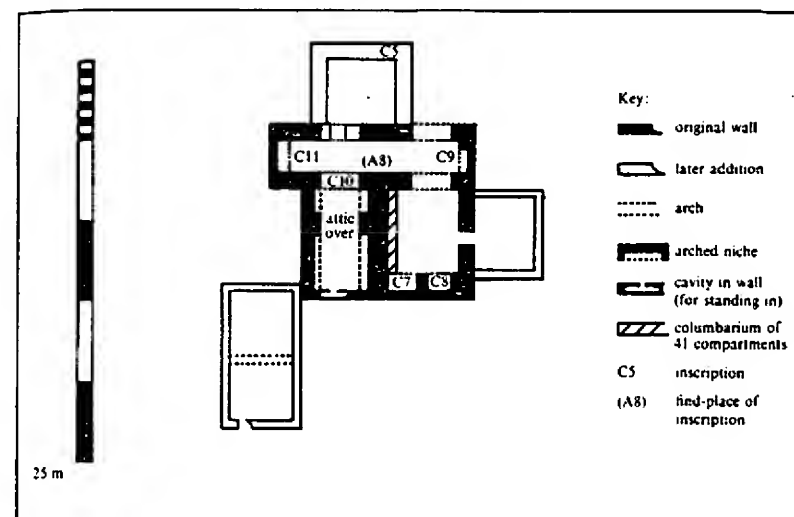 C5
C11
(A8)
C9
C10
attic
over
C7
C8
25 m
Key:
original wall
later addition
arch
arched niche
cavity in wall
(for standing in)
columbarium of
41 compartments
C5
inscription
(A8)
find-place of
inscription